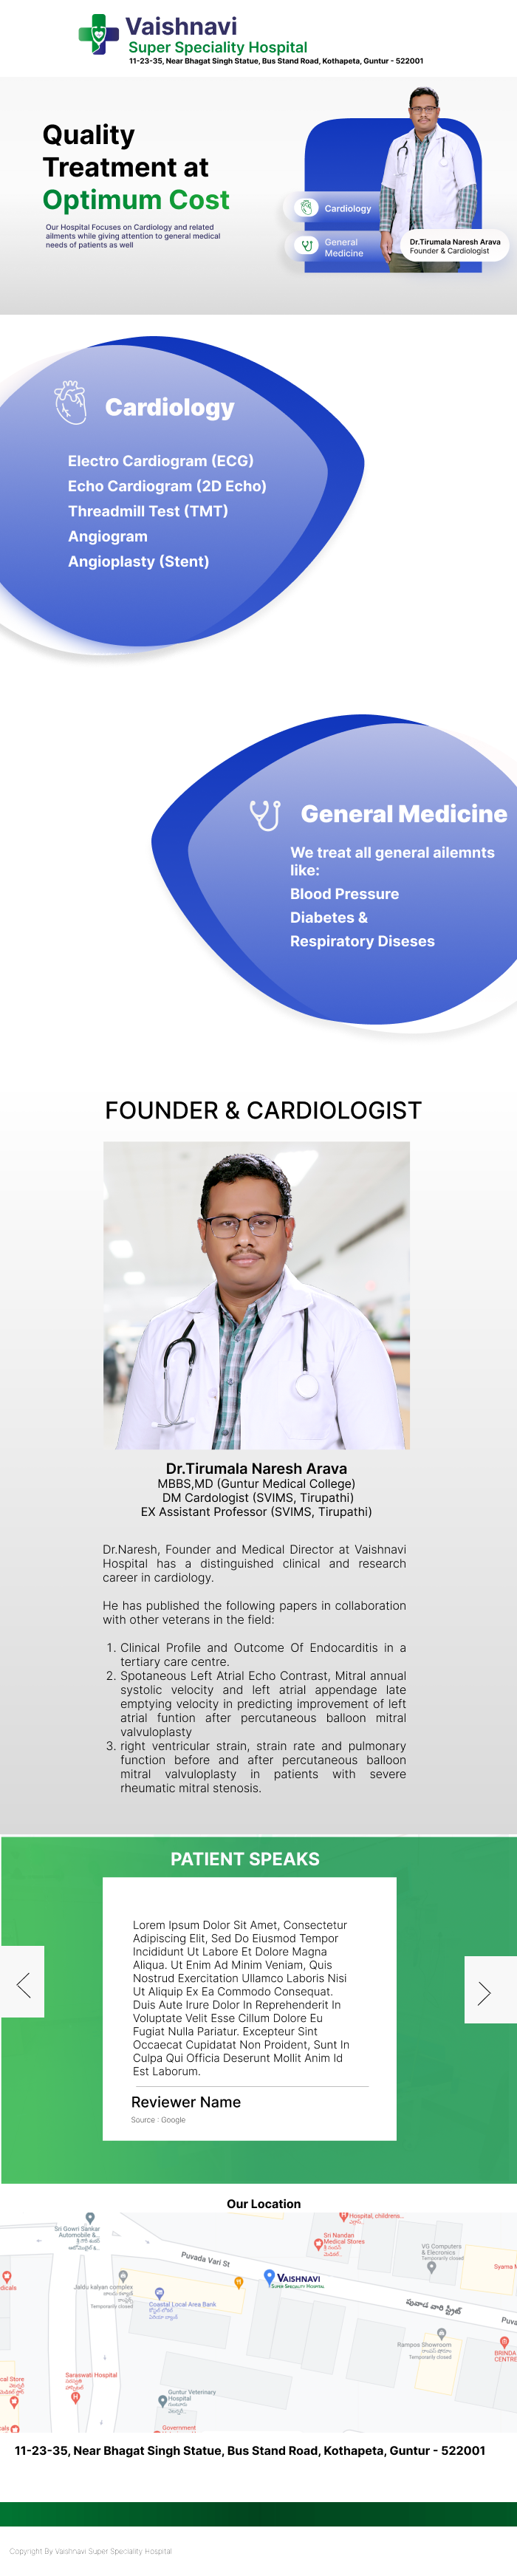 Vaishnavi
Super Speciality Hospital
11-23-35, Near Bhagat Singh Statue, Bus Stand Road, Kothapeta, Guntur - 522001
Quality
Treatment at
Optimum Cost
Our Hospital Focuses on Cardiology and related
ailments while giving attention to general medical
needs of patients as well
Cardiology
General
Medicine
Dr.Tirumala Naresh Arava
Founder & Cardiologist
Cardiology
Electro Cardiogram (ECG)
Echo Cardiogram (2D Echo)
Threadmill Test (TMT)
Angiogram
Angioplasty (Stent)
General Medicine
We treat all general ailemnts
like:
Blood Pressure
Diabetes &
Respiratory Diseses
FOUNDER & CARDIOLOGIST
Dr.Tirumala Naresh Arava
MBBS,MD (Guntur Medical College)
DM Cardologist (SVIMS, Tirupathi)
EX Assistant Professor (SVIMS, Tirupathi)
Dr.Naresh, Founder and Medical Director at Vaishnavi
Hospital has a distinguished clinical and research
career in cardiology.
He has published the following papers in collaboration
with other veterans in the field:
1. Clinical Profile and Outcome Of Endocarditis in a
tertiary care centre.
2. Spotaneous Left Atrial Echo Contrast, Mitral annual
systolic velocity and left atrial appendage late
emptying velocity in predicting improvement of left
atrial funtion after percutaneous balloon mitral
valvuloplasty
3. right ventricular strain, strain rate and pulmonary
function before and after percutaneous balloon
mitral valvuloplasty in patients with severe
rheumatic mitral stenosis.
PATIENT SPEAKS
Lorem Ipsum Dolor Sit Amet, Consectetur
Adipiscing Elit, Sed Do Eiusmod Tempor
Incididunt Ut Labore Et Dolore Magna
Aliqua. Ut Enim Ad Minim Veniam, Quis
Nostrud Exercitation Ullamco Laboris Nisi
Ut Aliquip Ex Ea Commodo Consequat.
Duis Aute Irure Dolor In Reprehenderit In
Voluptate Velit Esse Cillum Dolore Eu
Fugiat Nulla Pariatur. Excepteur Sint
Occaecat Cupidatat Non Proident, Sunt In
Culpa Qui Officia Deserunt Mollit Anim Id
Est Laborum.
Reviewer Name
Source : Google
Our Location
Hospital, childrens...
Sri Gowri Sankar
Automobile &...
Puvada Vari St
Sri Nandan
Medical Stores
VG Computers
& Elecronics
Temporarily closed
Syama
dicals
VAISHNAVI
SUPER SPECIALITY HOSPITAL
Jaldu kalyan complex
Temporarily closed
Coastal Local Area Bank
పువాడ వారి స్ట్రీట్
Puva
Rampos Showroom
Temporarily closed
BRINDA
CENTRE
cal Store
Saraswati Hospital
Guntur Veterinary
Hospital
cals
Government
11-23-35, Near Bhagat Singh Statue, Bus Stand Road, Kothapeta, Guntur - 522001
Copyright By Vaishnavi Super Speciality Hospital